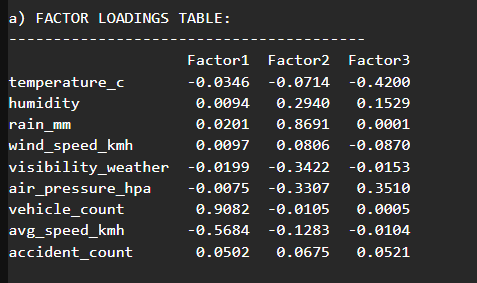 a) FACTOR LOADINGS TABLE:
----------------------------------------
Factor1 Factor2 Factor3
temperature_c -0.0346 -0.0714 -0.4200
humidity 0.0094 0.2940 0.1529
rain_mm 0.0201 0.8691 0.0001
wind_speed_kmh 0.0097 0.0806 -0.0870
visibility_weather -0.0199 -0.3422 -0.0153
air_pressure_hpa -0.0075 -0.3307 0.3510
vehicle_count 0.9082 -0.0105 0.0005
avg_speed_kmh -0.5684 -0.1283 -0.0104
accident_count 0.0502 0.0675 0.0521